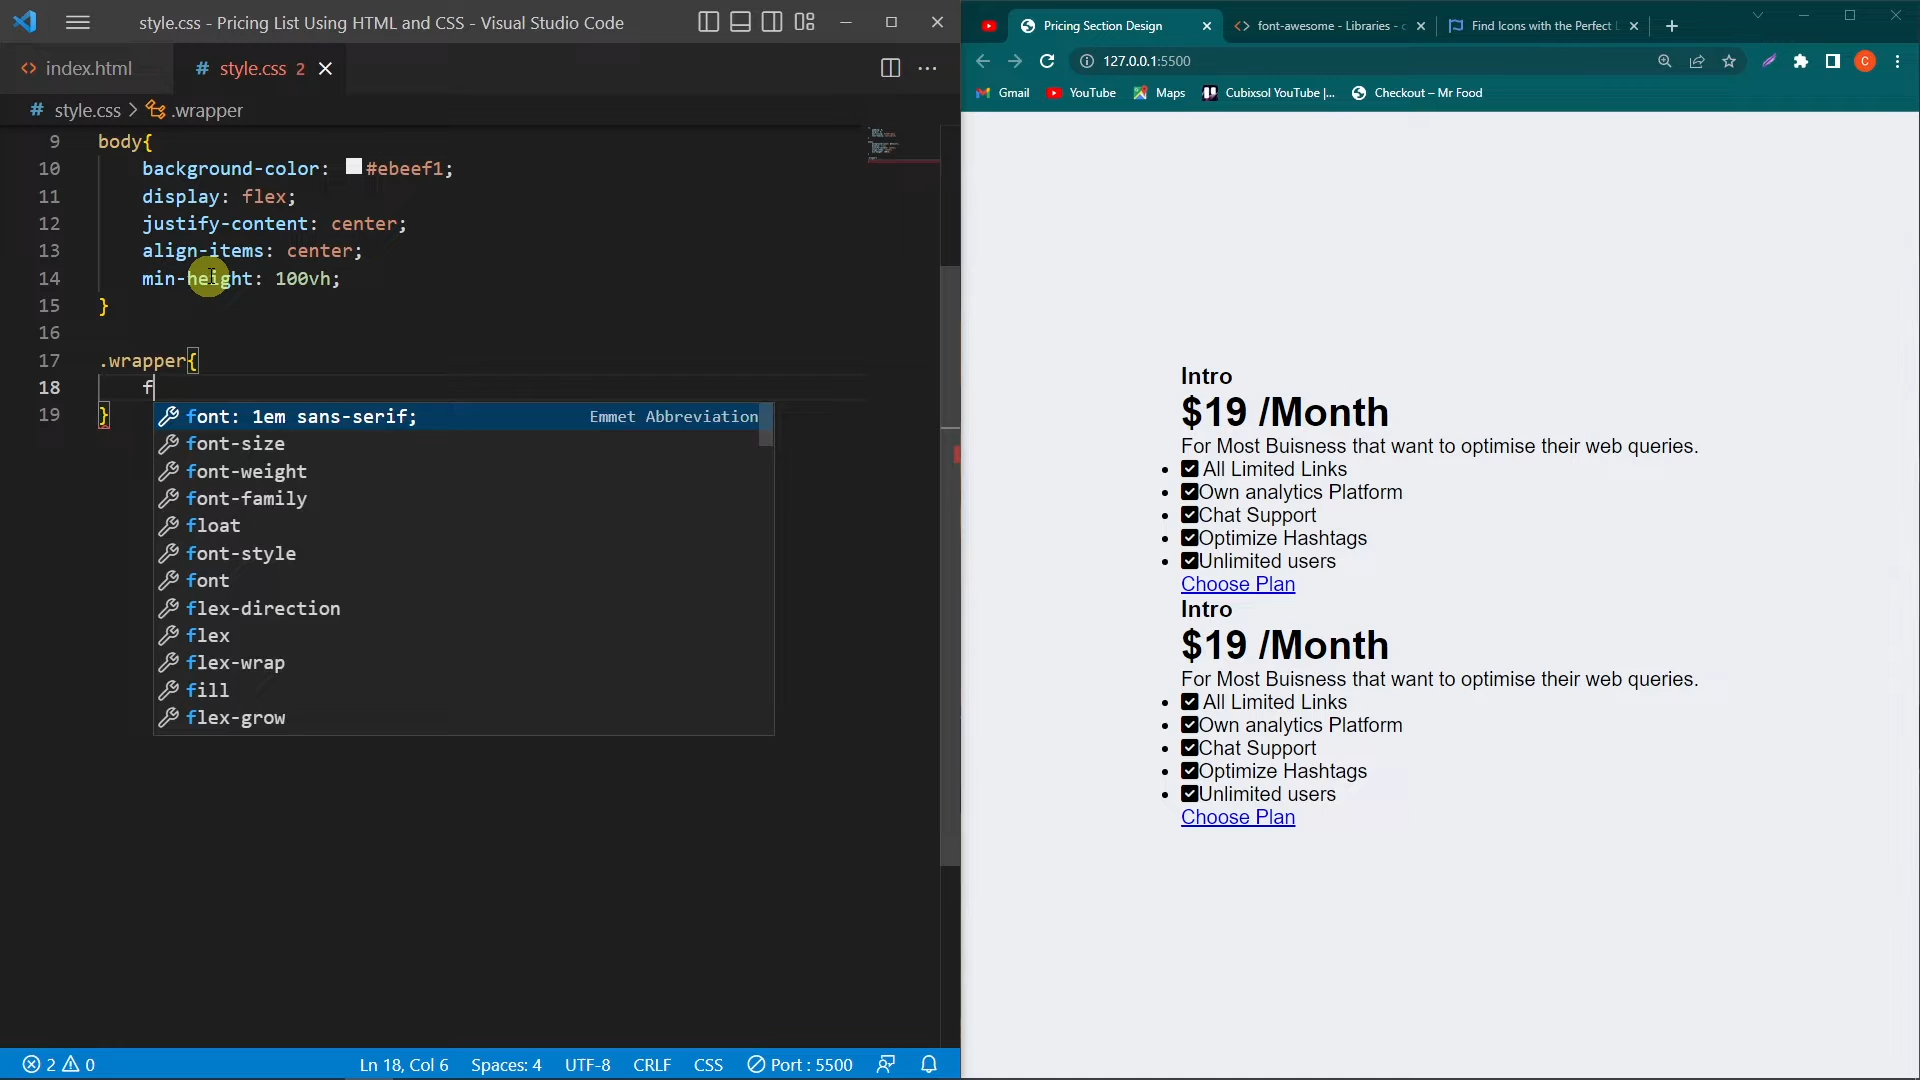 style.css - Pricing List Using HTML and CSS - Visual Studio Code
index.html
# style.css 2
# style.css > .wrapper
9 body{
10 background-color: #ebeef1;
11 display: flex;
12 justify-content: center;
13 align-items: center;
14 min-height: 100vh;
15 }
16
17 .wrapper{
18 f
19 }
font: 1em sans-serif; Emmet Abbreviation
font-size
font-weight
font-family
float
font-style
font
flex-direction
flex
flex-wrap
fill
flex-grow
2 0
Ln 18, Col 6 Spaces: 4 UTF-8 CRLF CSS Port : 5500
Pricing Section Design
font-awesome - Libraries - c
Find Icons with the Perfect
127.0.0.1:5500
C
Gmail YouTube Maps Cubixsol YouTube |... Checkout – Mr Food
Intro
$19 /Month
For Most Buisness that want to optimise their web queries.
• All Limited Links
• Own analytics Platform
• Chat Support
• Optimize Hashtags
• Unlimited users
Choose Plan
Intro
$19 /Month
For Most Buisness that want to optimise their web queries.
• All Limited Links
• Own analytics Platform
• Chat Support
• Optimize Hashtags
• Unlimited users
Choose Plan